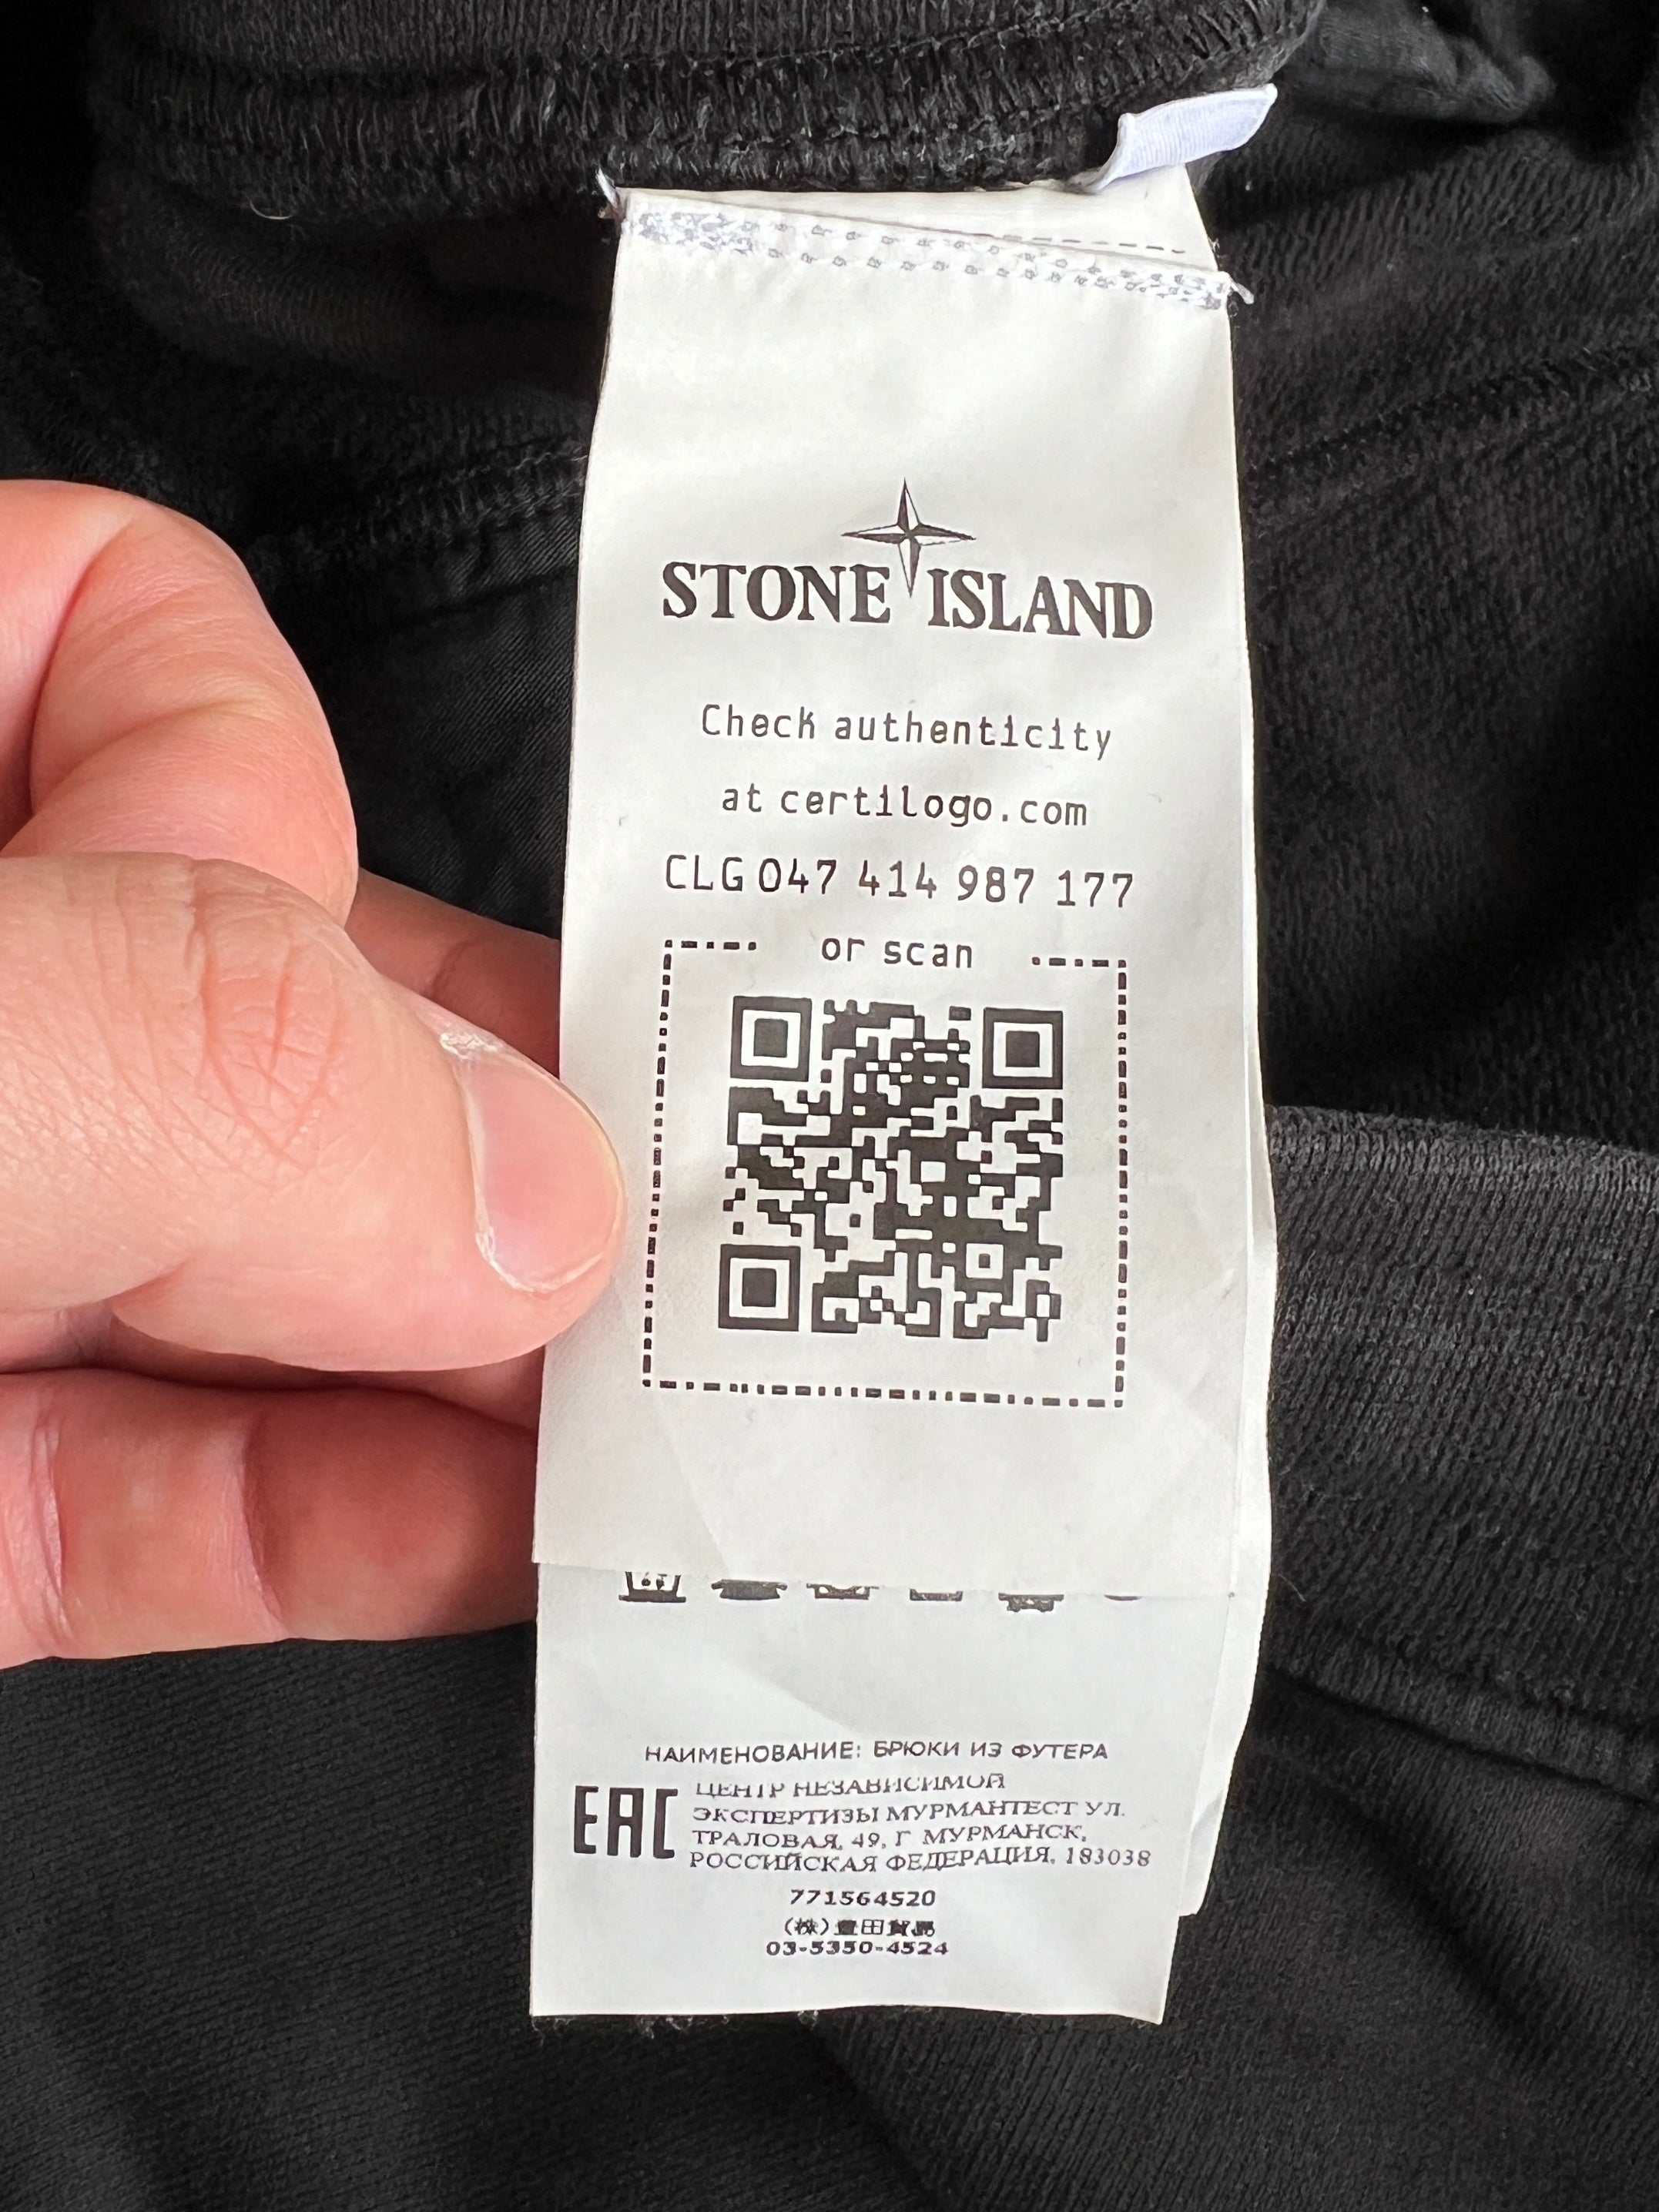 STONE ISLAND
Check authenticity
at certilogo.com
CLG 047 414 987 177
or scan
НАИМЕНОВАНИЕ: БРЮКИ ИЗ ФУТЕРА
EAC
ЦЕНТР НЕЗАВИСИМОЙ
ЭКСПЕРТИЗЫ МУРМАНТЕСТ УЛ.
ТРАЛОВАЯ, 49, Г МУРМАНСК,
РОССИЙСКАЯ ФЕДЕРАЦИЯ, 183038
771564520
(株)豊田貿易
03-5350-4524